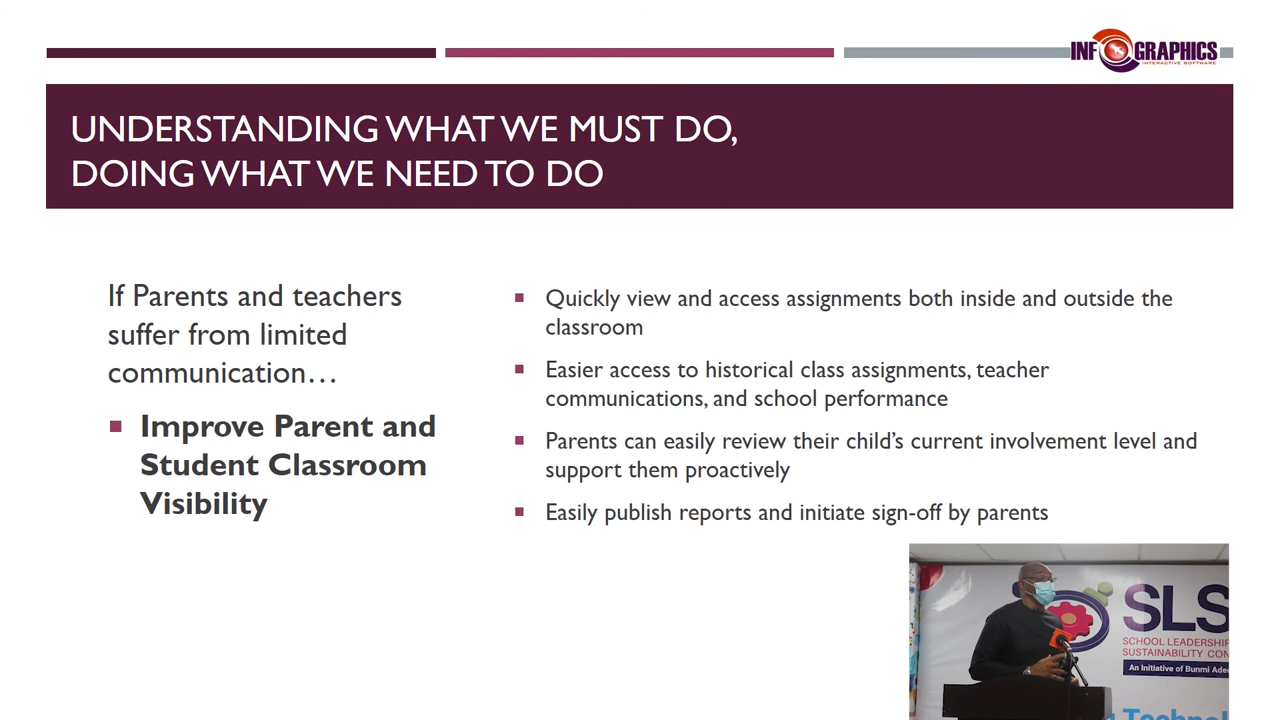 INFOGRAPHICS
INTERACTIVE SOFTWARE
UNDERSTANDING WHAT WE MUST DO,
DOING WHAT WE NEED TO DO
If Parents and teachers
suffer from limited
communication…
Improve Parent and
Student Classroom
Visibility
Quickly view and access assignments both inside and outside the
classroom
Easier access to historical class assignments, teacher
communications, and school performance
Parents can easily review their child’s current involvement level and
support them proactively
Easily publish reports and initiate sign-off by parents
SLS
SCHOOL LEADERSHIP
SUSTAINABILITY CON
An Initiative of Bunmi Ade
Technol